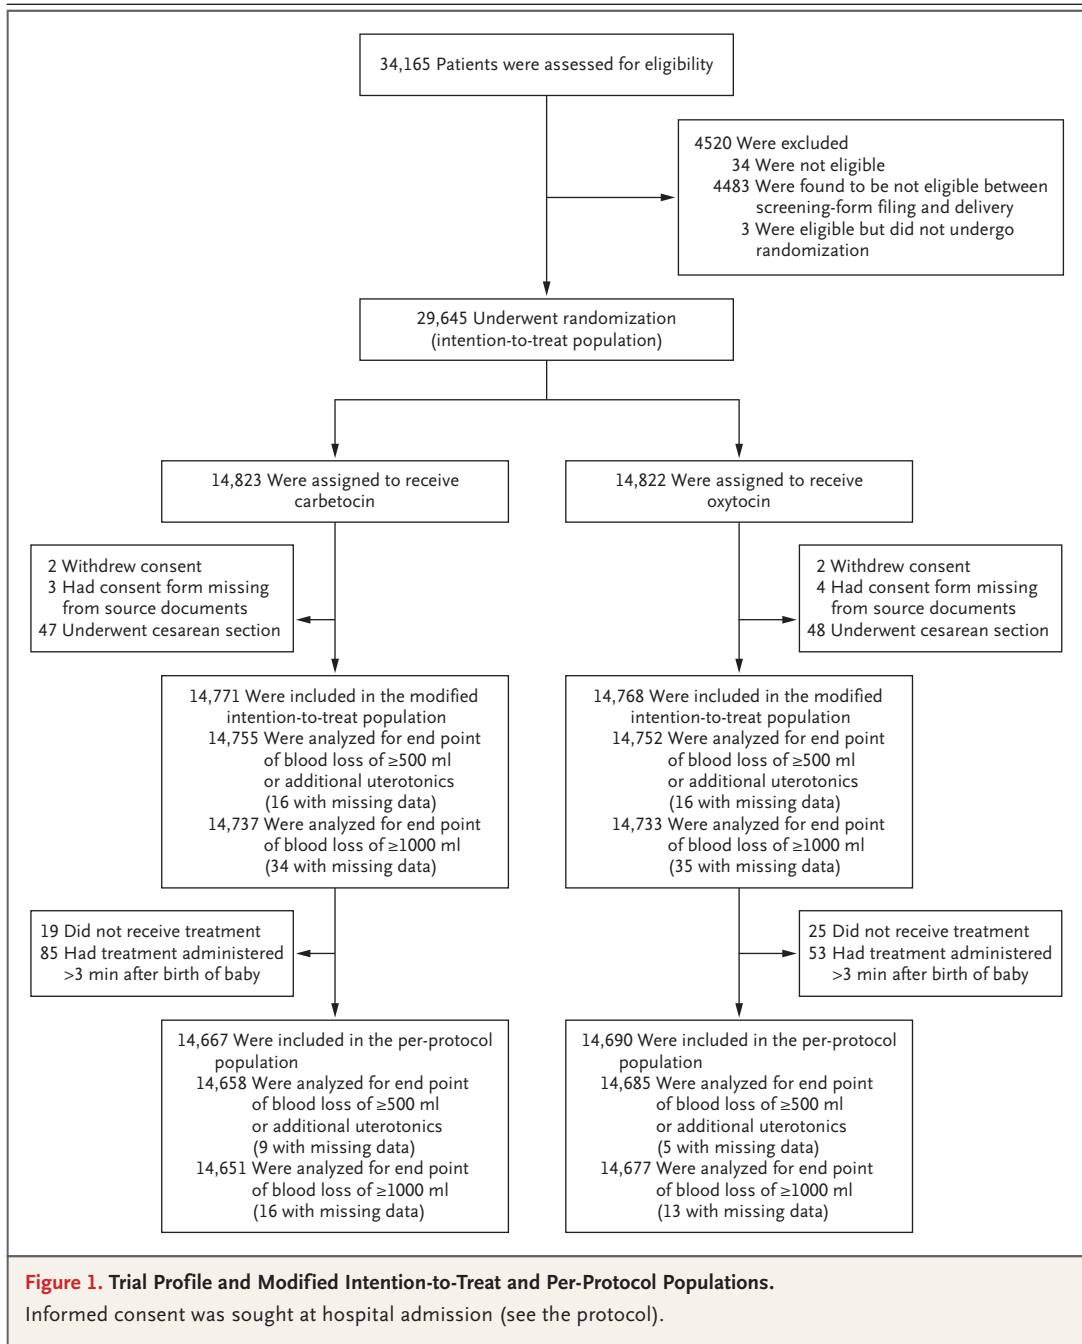 34,165 Patients were assessed for eligibility
4520 Were excluded
34 Were not eligible
4483 Were found to be not eligible between
screening-form filing and delivery
3 Were eligible but did not undergo
randomization
29,645 Underwent randomization
(intention-to-treat population)
14,823 Were assigned to receive
carbetocin
14,822 Were assigned to receive
oxytocin
2 Withdrew consent
3 Had consent form missing
from source documents
47 Underwent cesarean section
2 Withdrew consent
4 Had consent form missing
from source documents
48 Underwent cesarean section
14,771 Were included in the modified
intention-to-treat population
14,755 Were analyzed for end point
of blood loss of ≥500 ml
or additional uterotonics
(16 with missing data)
14,737 Were analyzed for end point
of blood loss of ≥1000 ml
(34 with missing data)
14,768 Were included in the modified
intention-to-treat population
14,752 Were analyzed for end point
of blood loss of ≥500 ml
or additional uterotonics
(16 with missing data)
14,733 Were analyzed for end point
of blood loss of ≥1000 ml
(35 with missing data)
19 Did not receive treatment
85 Had treatment administered
>3 min after birth of baby
25 Did not receive treatment
53 Had treatment administered
>3 min after birth of baby
14,667 Were included in the per-protocol
population
14,658 Were analyzed for end point
of blood loss of ≥500 ml
or additional uterotonics
(9 with missing data)
14,651 Were analyzed for end point
of blood loss of ≥1000 ml
(16 with missing data)
14,690 Were included in the per-protocol
population
14,685 Were analyzed for end point
of blood loss of ≥500 ml
or additional uterotonics
(5 with missing data)
14,677 Were analyzed for end point
of blood loss of ≥1000 ml
(13 with missing data)
Figure 1. Trial Profile and Modified Intention-to-Treat and Per-Protocol Populations.
Informed consent was sought at hospital admission (see the protocol).